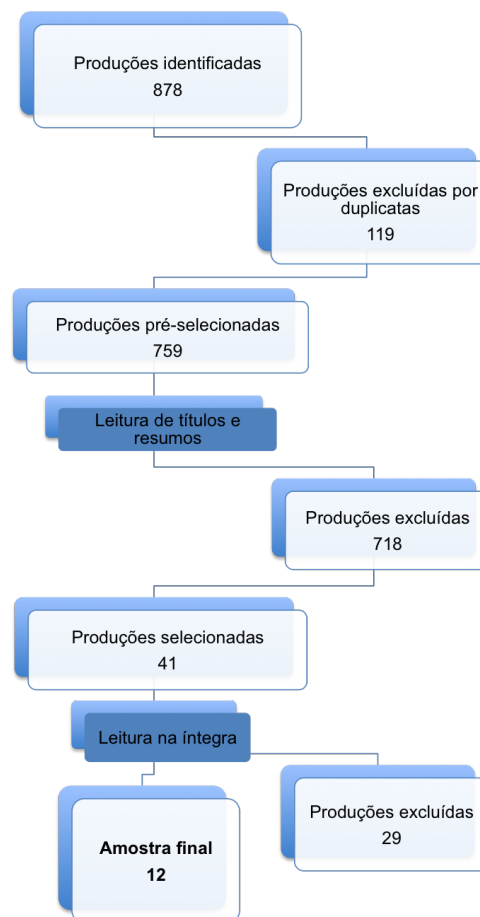 Produções identificadas
878
Produções excluídas por
duplicatas
119
Produções pré-selecionadas
759
Leitura de títulos e
resumos
Produções excluídas
718
Produções selecionadas
41
Leitura na íntegra
Produções excluídas
29
Amostra final
12